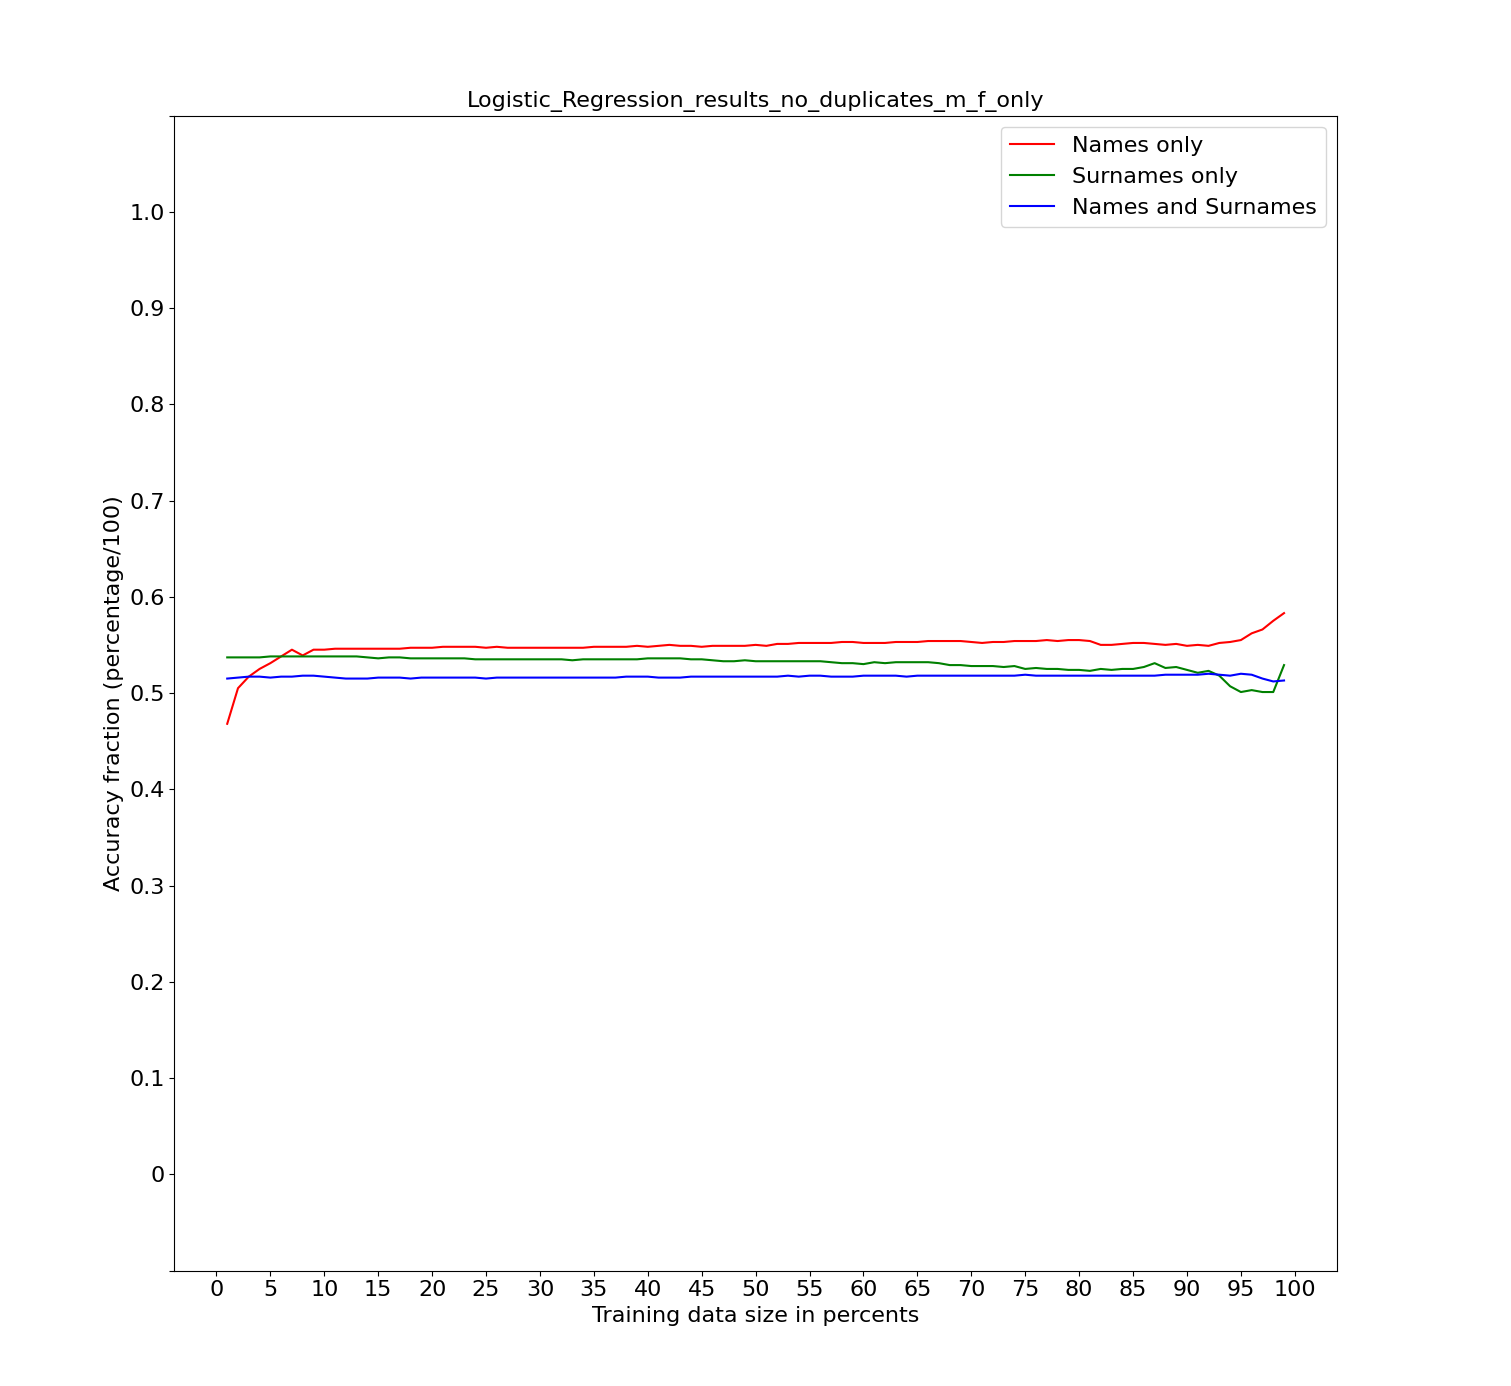 Logistic_Regression_results_no_duplicates_m_f_only
Names only
Surnames only
Names and Surnames
1.0
0.9
0.8
0.7
0.6
0.5
0.4
0.3
0.2
0.1
0
Accuracy fraction (percentage/100)
0 5 10 15 20 25 30 35 40 45 50 55 60 65 70 75 80 85 90 95 100
Training data size in percents